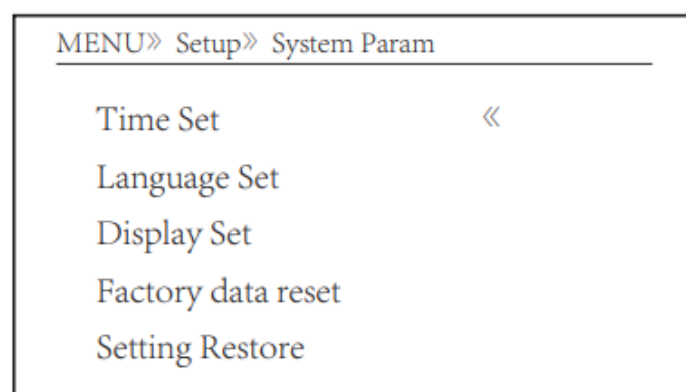 MENU» Setup» System Param
Time Set «
Language Set
Display Set
Factory data reset
Setting Restore